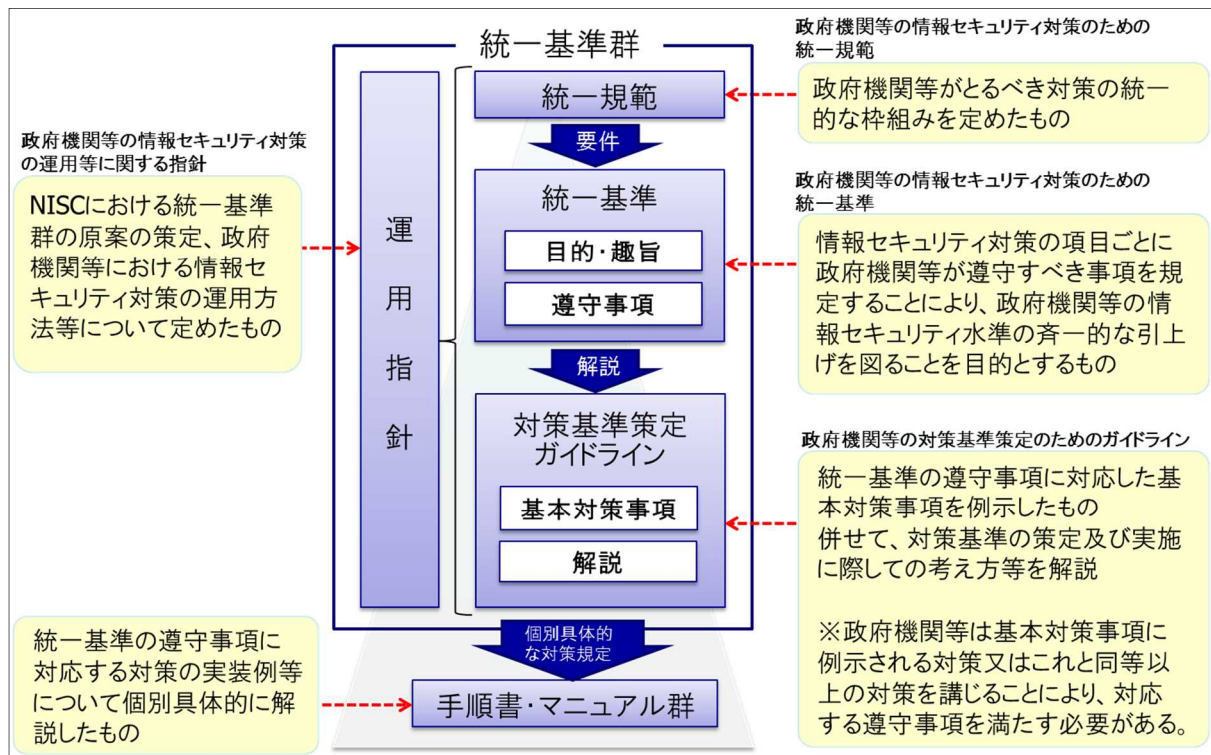 統一基準群
政府機関等の情報セキュリティ対策
の運用等に関する指針
NISCにおける統一基準
群の原案の策定、政府
機関等における情報セ
キュリティ対策の運用方
法等について定めたもの
運
用
指
針
統一規範
要件
統一基準
目的・趣旨
遵守事項
解説
対策基準策定
ガイドライン
基本対策事項
解説
個別具体的
な対策規定
手順書・マニュアル群
統一基準の遵守事項に
対応する対策の実装例等
について個別具体的に解
説したもの
政府機関等の情報セキュリティ対策のための
統一規範
政府機関等がとるべき対策の統一
的な枠組みを定めたもの
政府機関等の情報セキュリティ対策のための
統一基準
情報セキュリティ対策の項目ごとに
政府機関等が遵守すべき事項を規
定することにより、政府機関等の情
報セキュリティ水準の斉一的な引上
げを図ることを目的とするもの
政府機関等の対策基準策定のためのガイドライン
統一基準の遵守事項に対応した基
本対策事項を例示したもの
併せて、対策基準の策定及び実施
に際しての考え方等を解説
※政府機関等は基本対策事項に
例示される対策又はこれと同等以
上の対策を講じることにより、対応
する遵守事項を満たす必要がある。